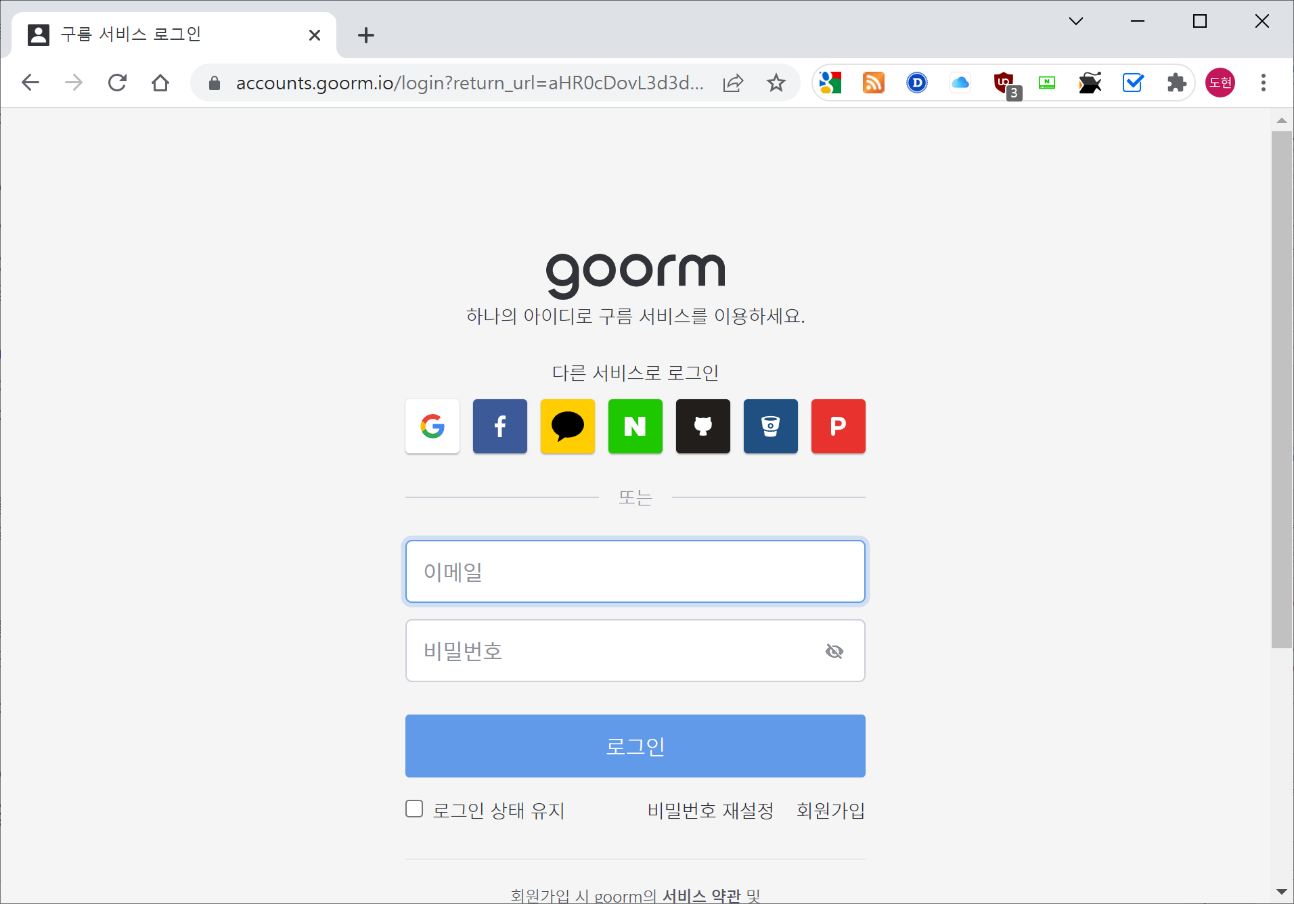 구름 서비스 로그인
accounts.goorm.io/login?return_url=aHR0cDovL3d3d...
3
도현
goorm
하나의 아이디로 구름 서비스를 이용하세요.
다른 서비스로 로그인
또는
이메일
비밀번호
로그인
로그인 상태 유지 비밀번호 재설정 회원가입
회원가입 시 goorm의 서비스 약관 및